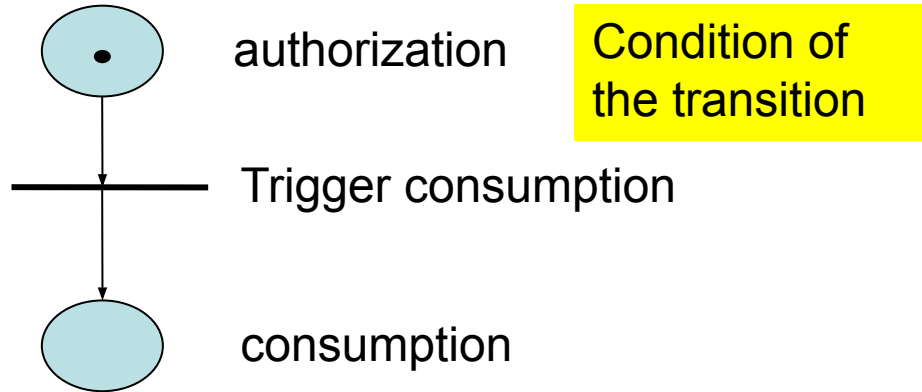 authorization
Condition of
the transition
Trigger consumption
consumption